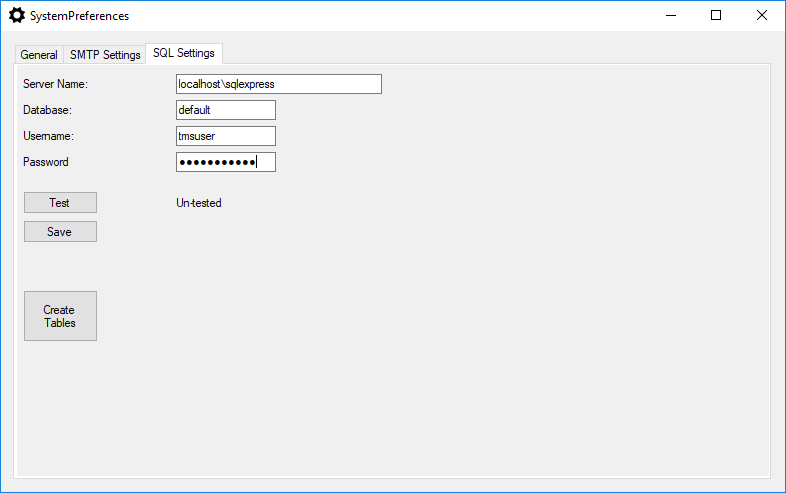 SystemPreferences
General SMTP Settings SQL Settings
Server Name: localhost\sqlexpress
Database: default
Username: tmsuser
Password ●●●●●●●●●●●
Test Un-tested
Save
Create
Tables